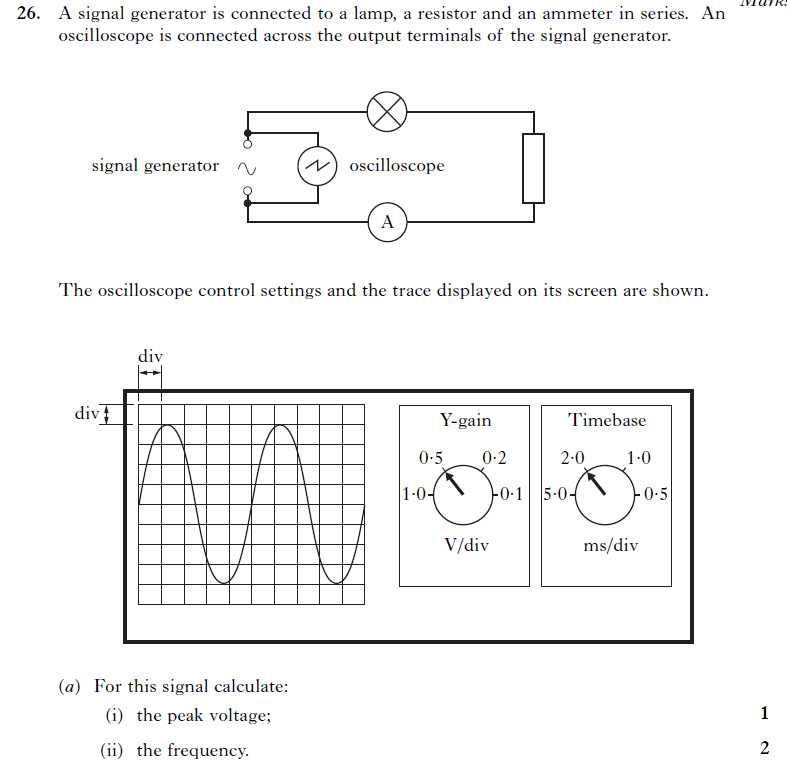 Marks
26. A signal generator is connected to a lamp, a resistor and an ammeter in series. An
oscilloscope is connected across the output terminals of the signal generator.
signal generator
oscilloscope
A
The oscilloscope control settings and the trace displayed on its screen are shown.
div
div
Y-gain
0·5 0·2
1·0 0·1
V/div
Timebase
2·0 1·0
5·0 0·5
ms/div
(a) For this signal calculate:
(i) the peak voltage; 1
(ii) the frequency. 2